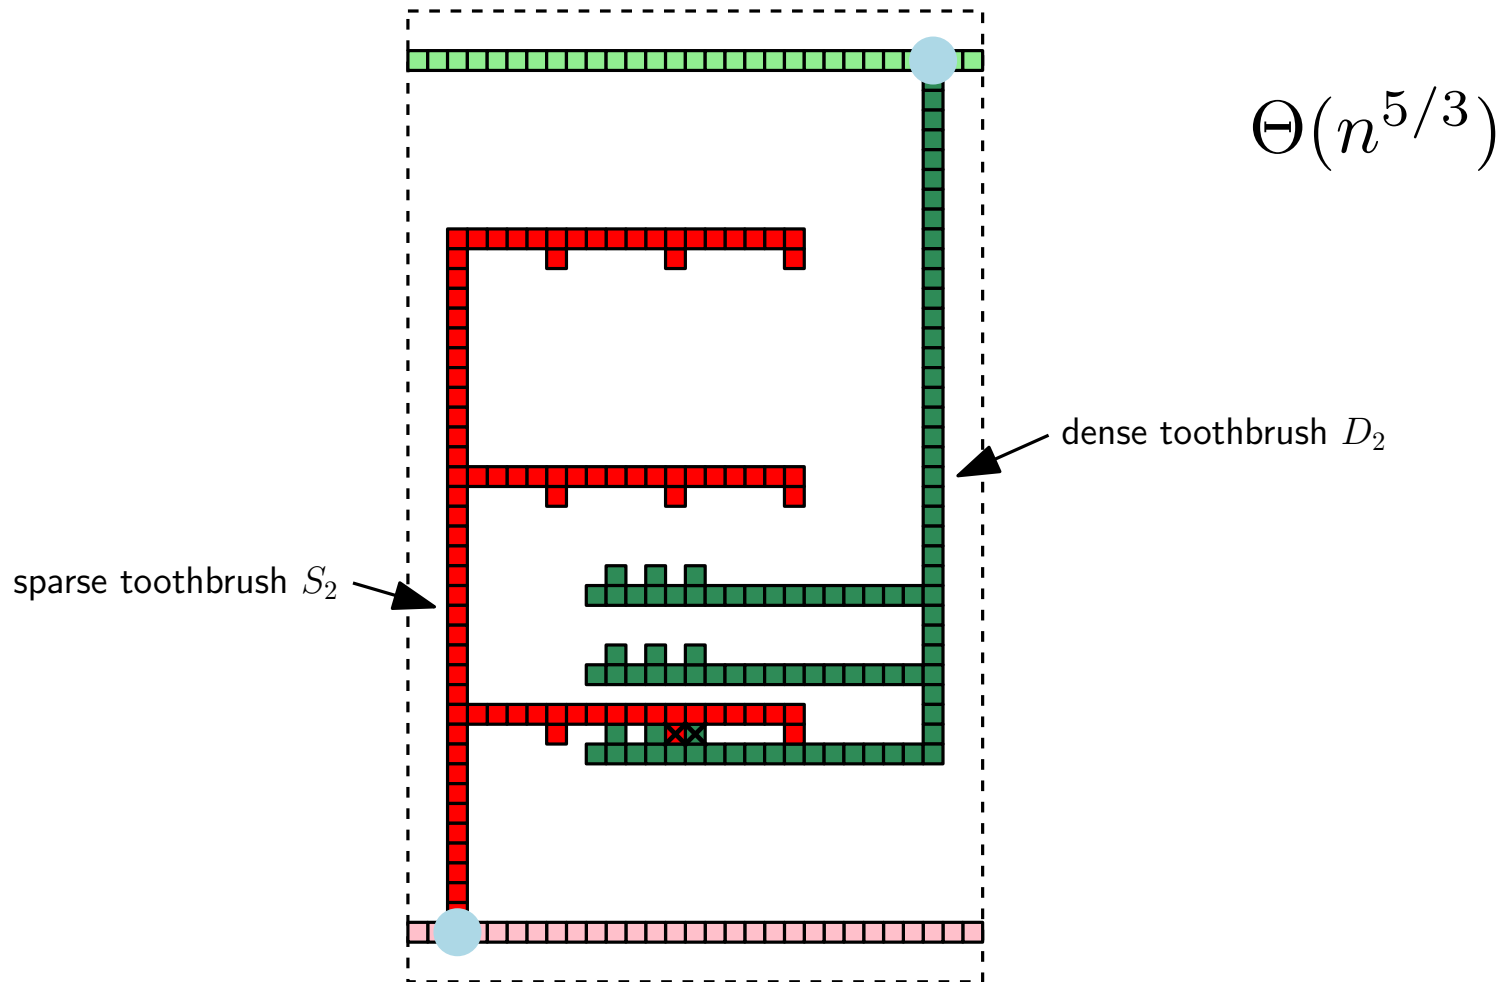 Θ(n^{5/3})
dense toothbrush D₂
sparse toothbrush S₂